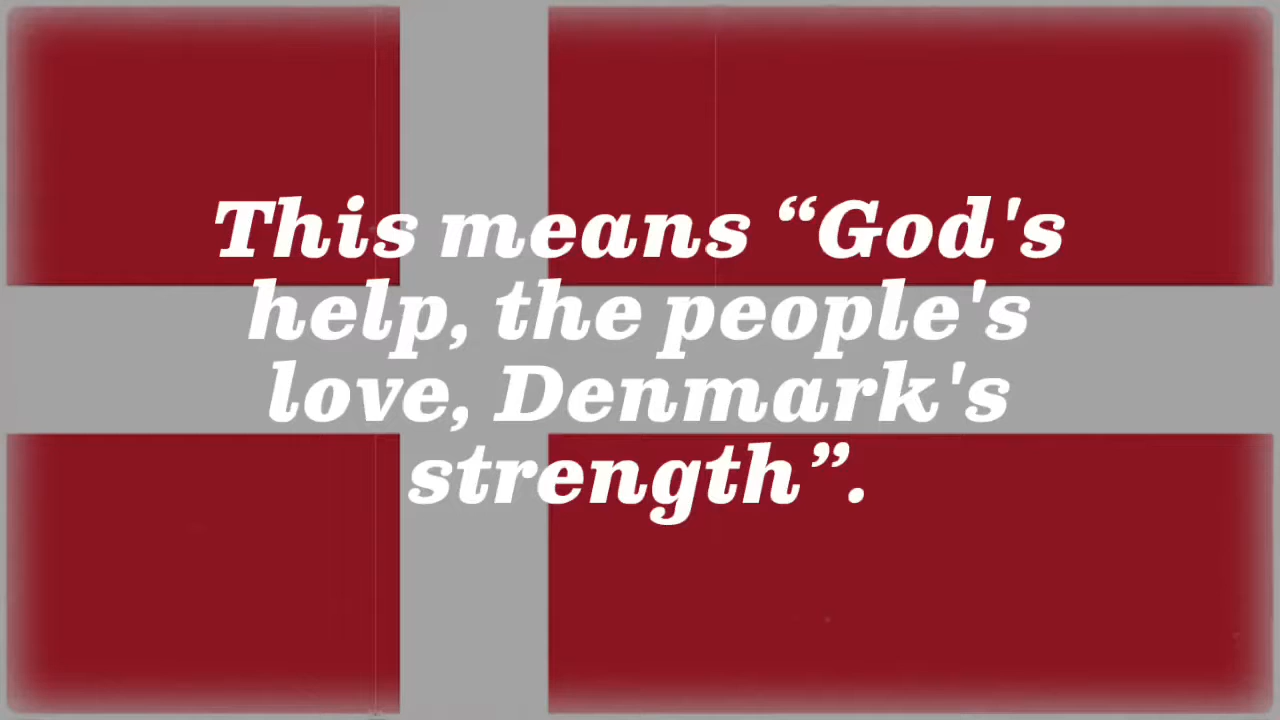 This means “God's
help, the people's
love, Denmark's
strength”.